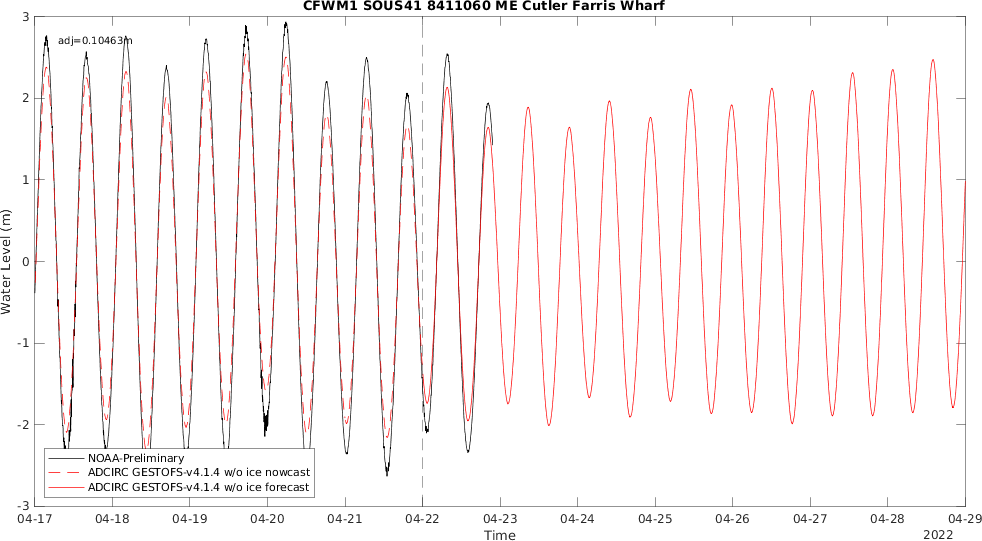 CFWM1 SOUS41 8411060 ME Cutler Farris Wharf
adj=0.10463m
3
2
1
0
-1
-2
-3
Water Level (m)
NOAA-Preliminary
ADCIRC GESTOFS-v4.1.4 w/o ice nowcast
ADCIRC GESTOFS-v4.1.4 w/o ice forecast
04-17 04-18 04-19 04-20 04-21 04-22 04-23 04-24 04-25 04-26 04-27 04-28 04-29
Time
2022